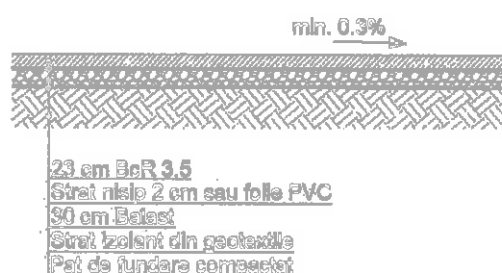 min. 0.3%
23 cm BcR 3.5
Strat nisip 2 cm sau folie PVC
30 cm Balast
Strat izolant din geotextile
Pat de fundare compactat